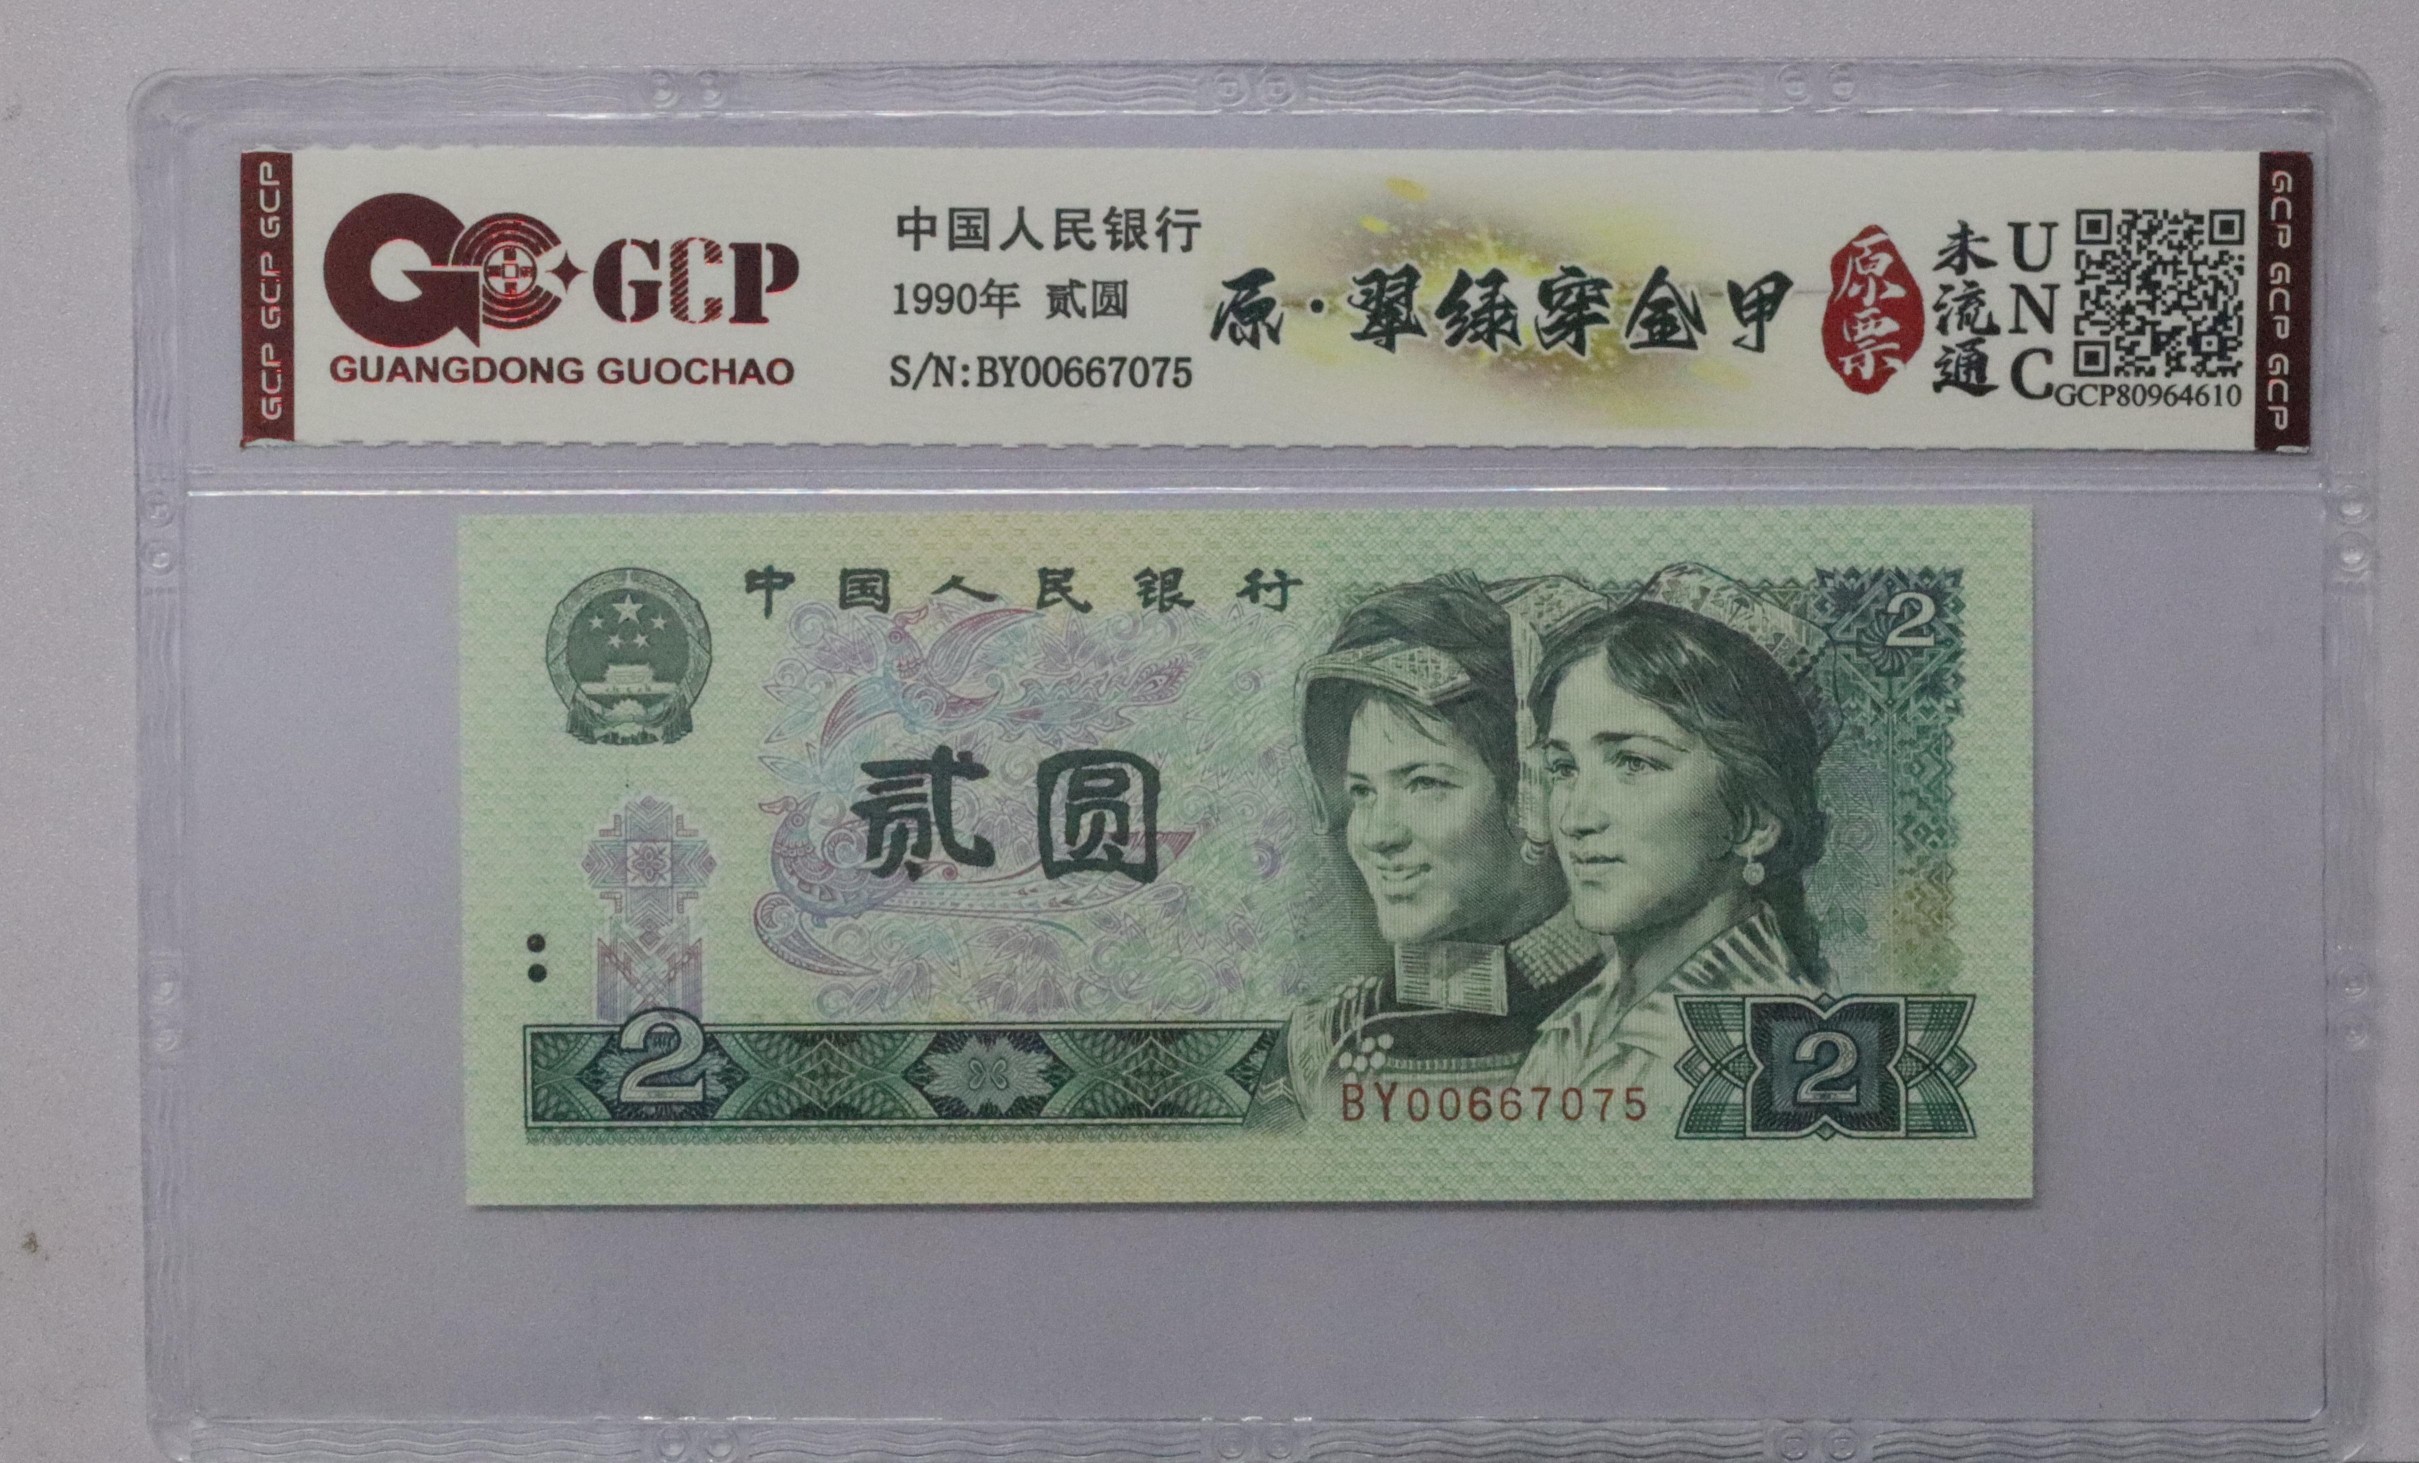 GCP GCP GCP
GC GCP
GUANGDONG GUOCHAO
中国人民银行
1990年 贰圆
S/N:BY00667075
原·翠绿穿金甲
原票
未流通
UNC
GCP80964610
GCP GCP GCP
中国人民银行
2
贰圆
2
BY00667075
2